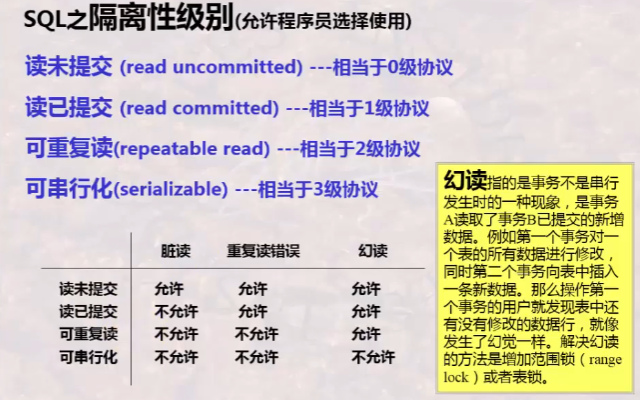 SQL之隔离性级别(允许程序员选择使用)
读未提交 (read uncommitted) ---相当于0级协议
读已提交 (read committed) ---相当于1级协议
可重复读(repeatable read) ---相当于2级协议
可串行化(serializable) ---相当于3级协议
脏读 重复读错误 幻读
读未提交 允许 允许 允许
读已提交 不允许 允许 允许
可重复读 不允许 不允许 允许
可串行化 不允许 不允许 不允许
幻读指的是事务不是串行
发生时的一种现象，是事务
A读取了事务B已提交的新增
数据。例如第一个事务对一
个表的所有数据进行修改，
同时第二个事务向表中插入
一条新数据。那么操作第一
个事务的用户就发现表中还
有没有修改的数据行，就像
发生了幻觉一样。解决幻读
的方法是增加范围锁（range
lock）或者表锁。